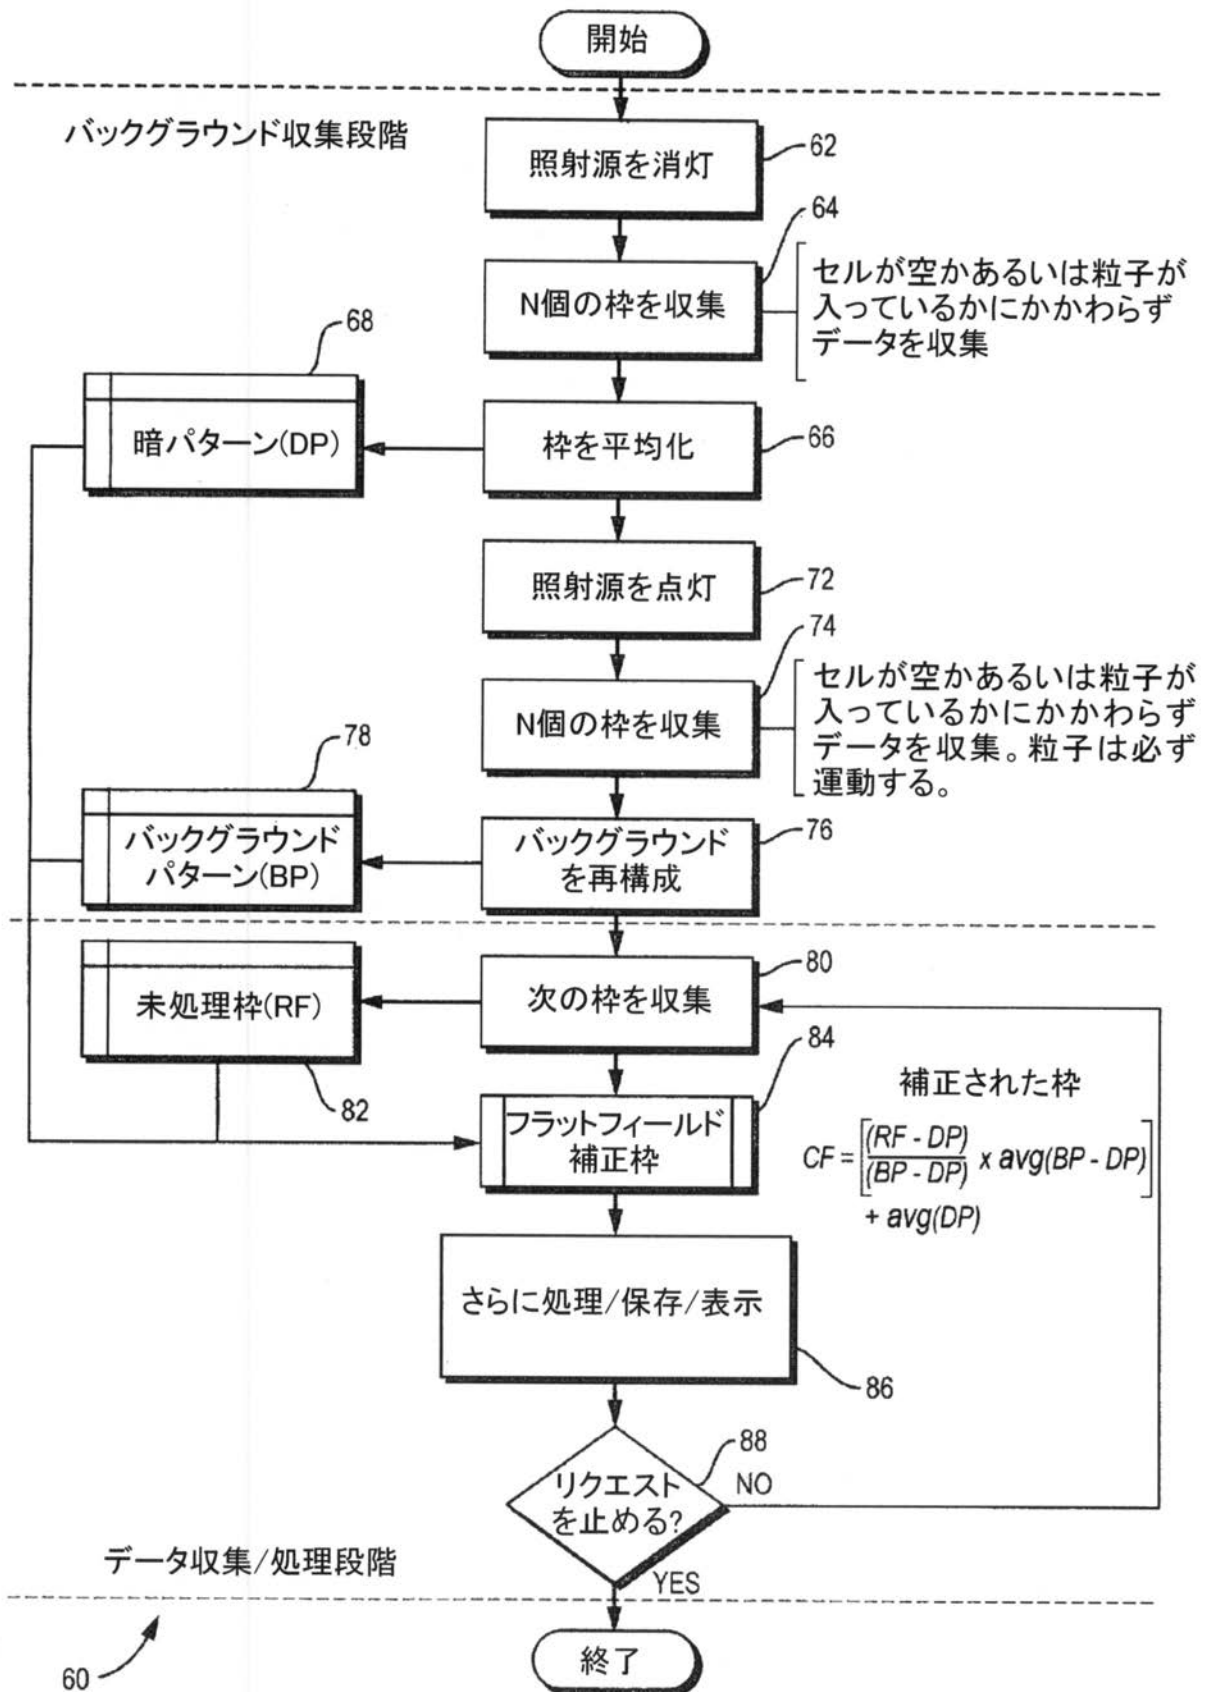 開始
バックグラウンド収集段階
照射源を消灯
62
64
N個の枠を収集
セルが空かあるいは粒子が
入っているかにかかわらず
データを収集
68
暗パターン(DP)
枠を平均化
66
照射源を点灯
72
74
N個の枠を収集
セルが空かあるいは粒子が
入っているかにかかわらず
データを収集。粒子は必ず
運動する。
78
バックグラウンド
パターン(BP)
バックグラウンド
を再構成
76
未処理枠(RF)
82
次の枠を収集
80
84
フラットフィールド
補正枠
補正された枠
CF = [(RF - DP) / (BP - DP) x avg(BP - DP)]
+ avg(DP)
さらに処理/保存/表示
86
88
リクエスト
を止める?
NO
YES
データ収集/処理段階
60
終了